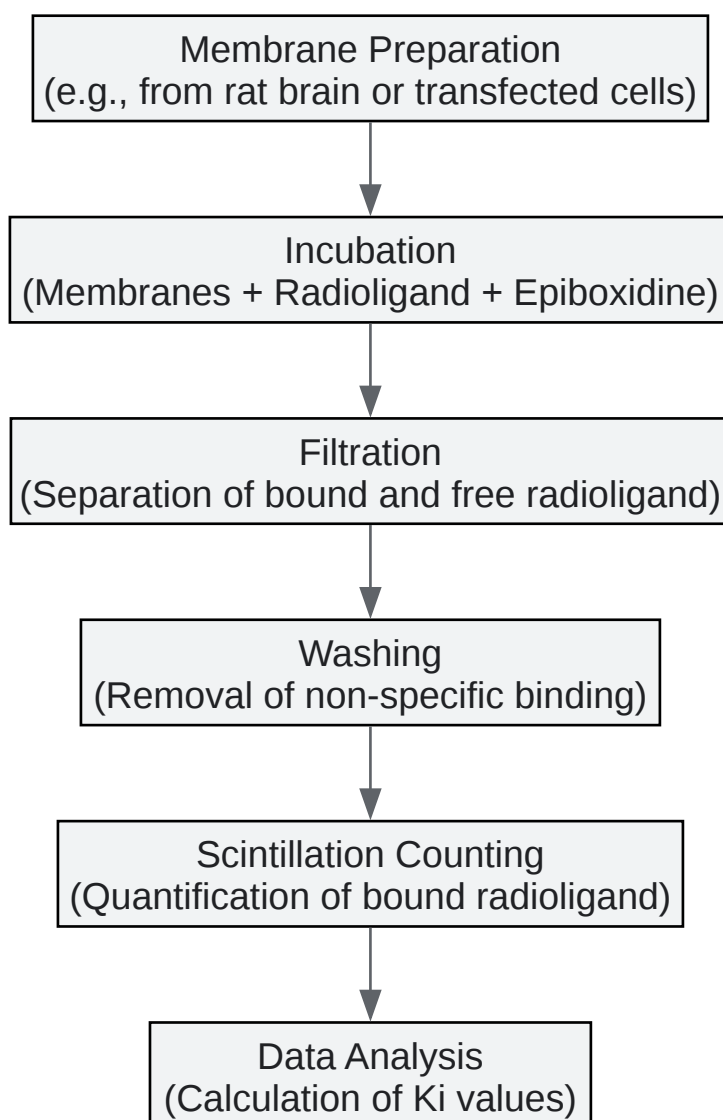 Membrane Preparation
(e.g., from rat brain or transfected cells)
Incubation
(Membranes + Radioligand + Epiboxidine)
Filtration
(Separation of bound and free radioligand)
Washing
(Removal of non-specific binding)
Scintillation Counting
(Quantification of bound radioligand)
Data Analysis
(Calculation of Ki values)